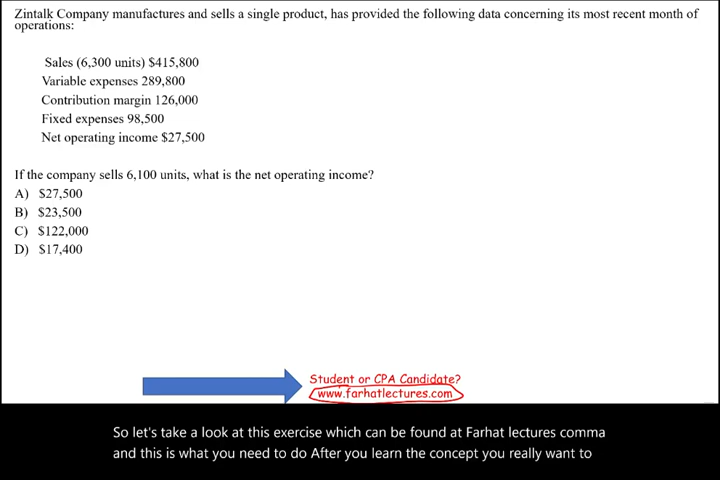 Zintalk Company manufactures and sells a single product, has provided the following data concerning its most recent month of
operations:
Sales (6,300 units) $415,800
Variable expenses 289,800
Contribution margin 126,000
Fixed expenses 98,500
Net operating income $27,500
If the company sells 6,100 units, what is the net operating income?
A) $27,500
B) $23,500
C) $122,000
D) $17,400
Student or CPA Candidate?
www.farhatlectures.com
So let's take a look at this exercise which can be found at Farhat lectures comma
and this is what you need to do After you learn the concept you really want to